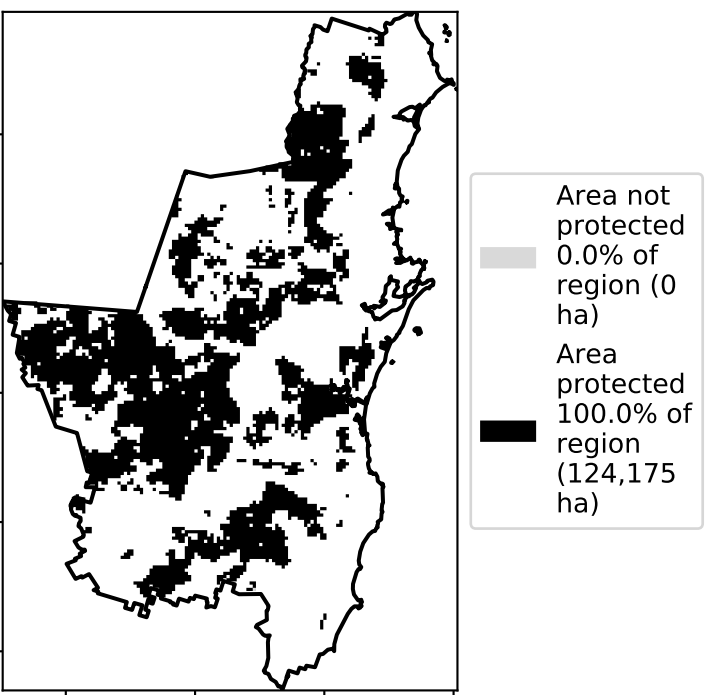 Area not
protected
0.0% of
region (0
ha)
Area
protected
100.0% of
region
(124,175
ha)